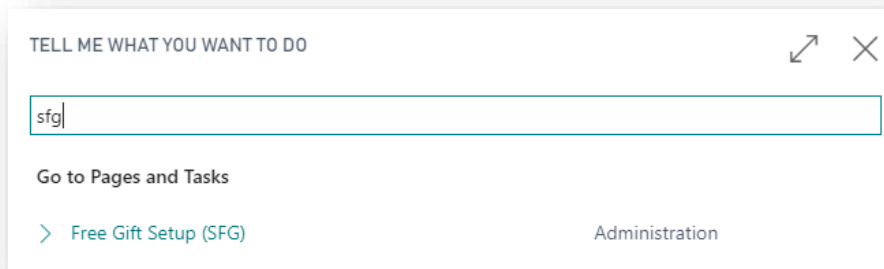 TELL ME WHAT YOU WANT TO DO
sfg
Go to Pages and Tasks
Free Gift Setup (SFG) Administration